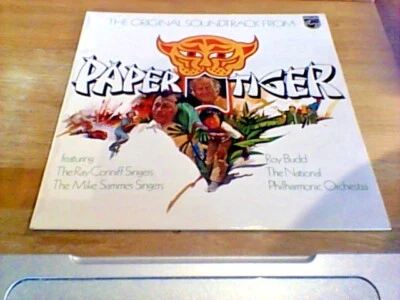 THE ORIGINAL SOUNDTRACK FROM
PAPER TIGER
featuring
The Ray Conniff Singers
The Mike Sammes Singers
Roy Budd
The National
Philharmonic Orchestra